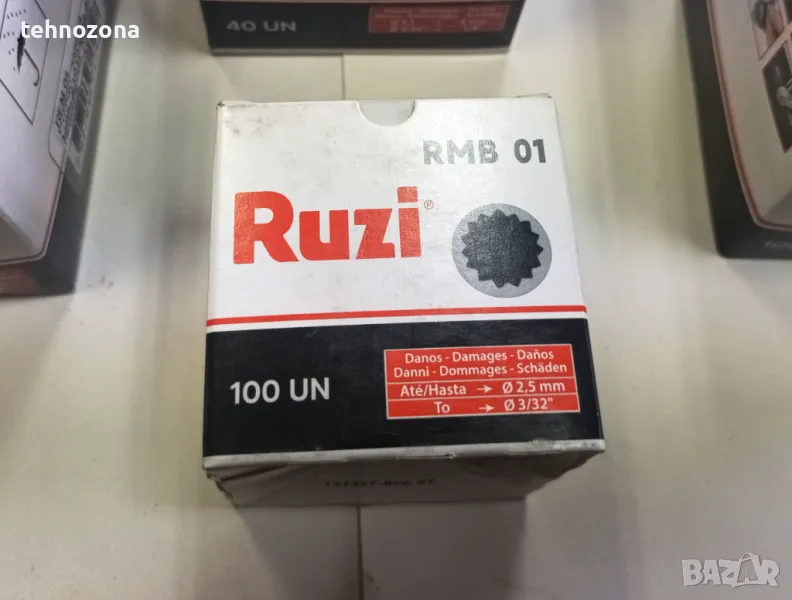 tehnozona
40 UN
RMB 01
Ruzi®
100 UN
Danos - Damages - Daños
Danni - Dommages - Schäden
Até/Hasta → Ø 2,5 mm
To → Ø 3/32"
BAZAR